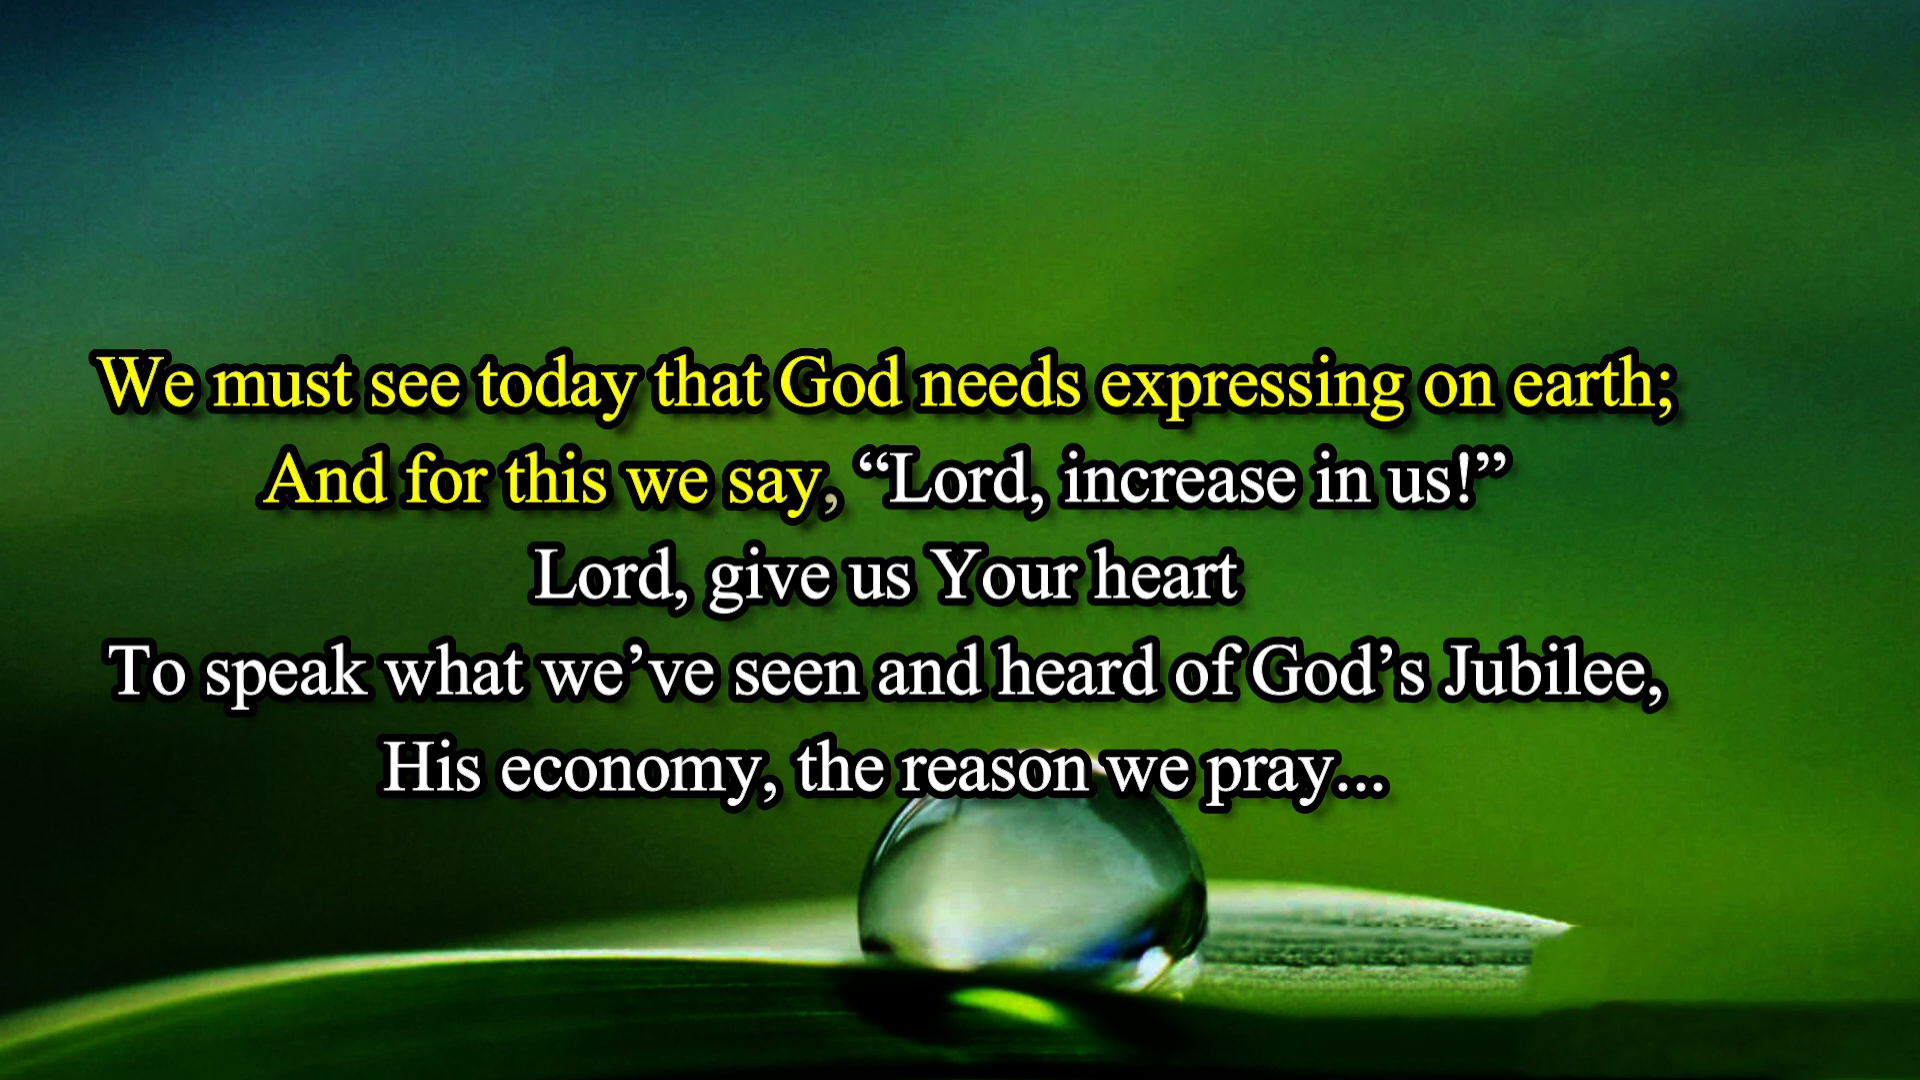 We must see today that God needs expressing on earth;
And for this we say, “Lord, increase in us!”
Lord, give us Your heart
To speak what we’ve seen and heard of God’s Jubilee,
His economy, the reason we pray...